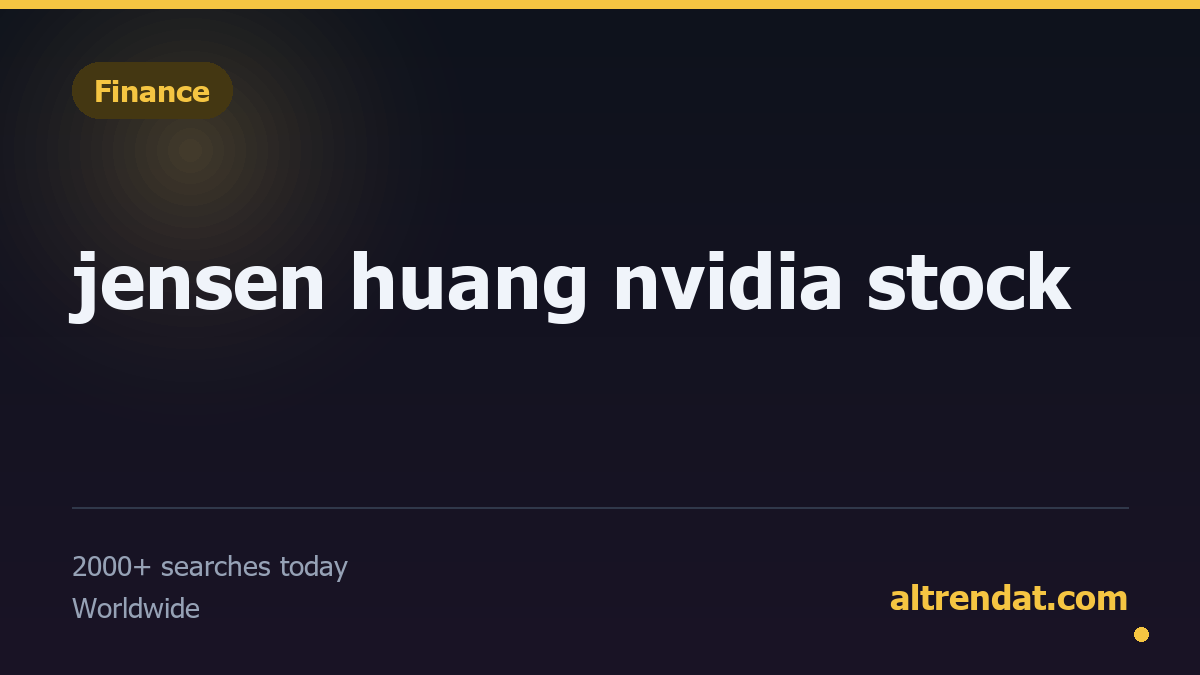 Finance
jensen huang nvidia stock
2000+ searches today
Worldwide
altrendat.com